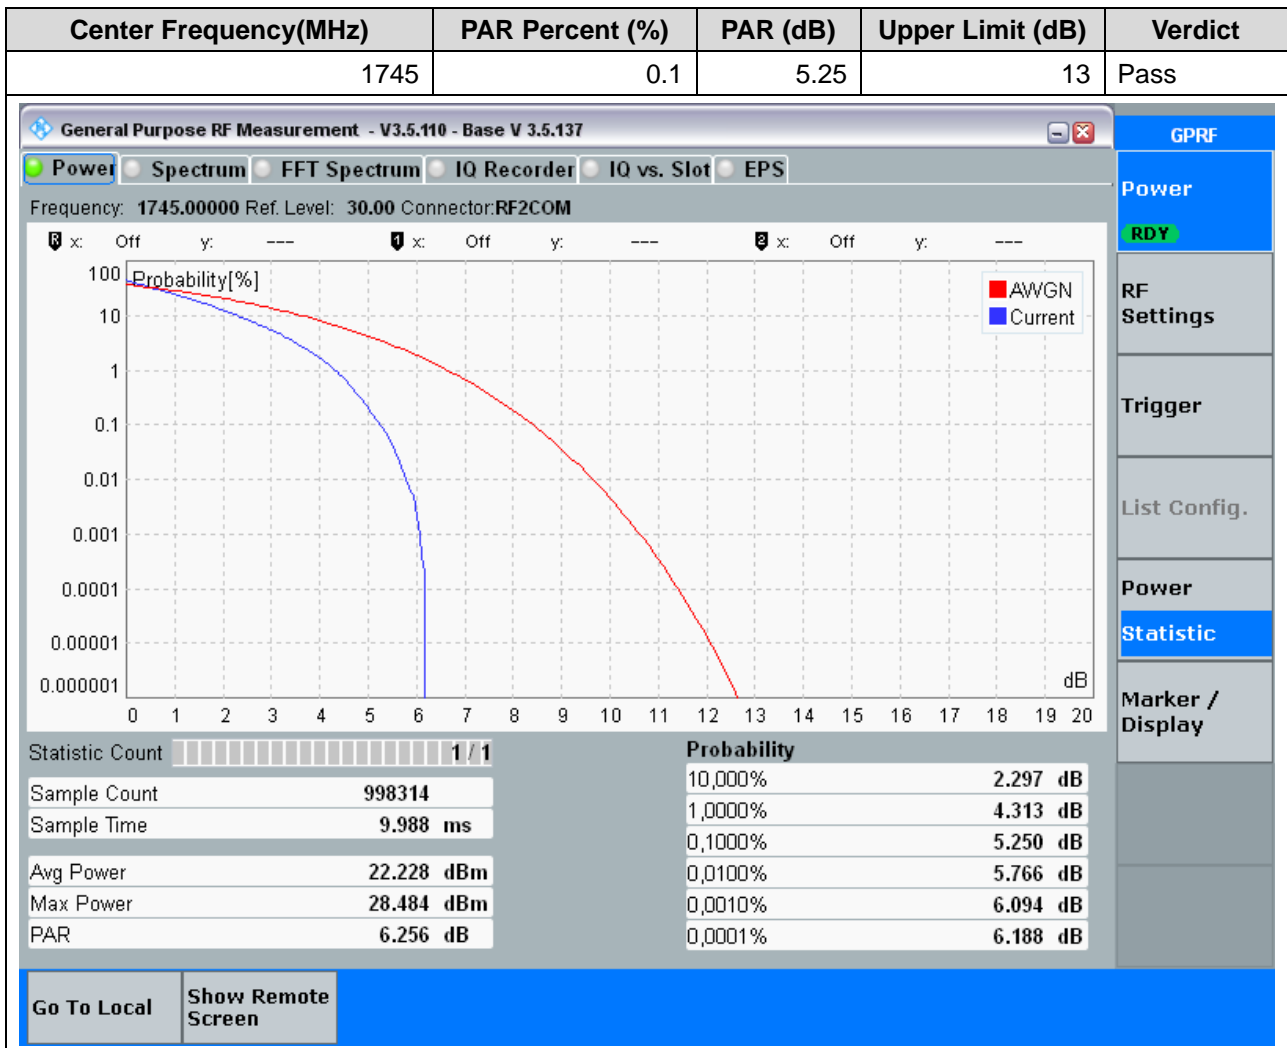 Center Frequency(MHz) PAR Percent (%) PAR (dB) Upper Limit (dB) Verdict
1745 0.1 5.25 13 Pass
General Purpose RF Measurement - V3.5.110 - Base V 3.5.137
GPRF
Power Spectrum FFT Spectrum IQ Recorder IQ vs. Slot EPS
Frequency: 1745.00000 Ref. Level: 30.00 Connector:RF2COM
R x: Off y: --- 1 x: Off y: --- 2 x: Off y: ---
Probability[%]
100
10
1
0.1
0.01
0.001
0.0001
0.00001
0.000001
AWGN
Current
dB
0 1 2 3 4 5 6 7 8 9 10 11 12 13 14 15 16 17 18 19 20
Statistic Count 1 / 1
Sample Count 998314
Sample Time 9.988 ms
Avg Power 22.228 dBm
Max Power 28.484 dBm
PAR 6.256 dB
Probability
10,000% 2.297 dB
1,0000% 4.313 dB
0,1000% 5.250 dB
0,0100% 5.766 dB
0,0010% 6.094 dB
0,0001% 6.188 dB
Power
RDY
RF
Settings
Trigger
List Config.
Power
Statistic
Marker /
Display
Go To Local
Show Remote
Screen